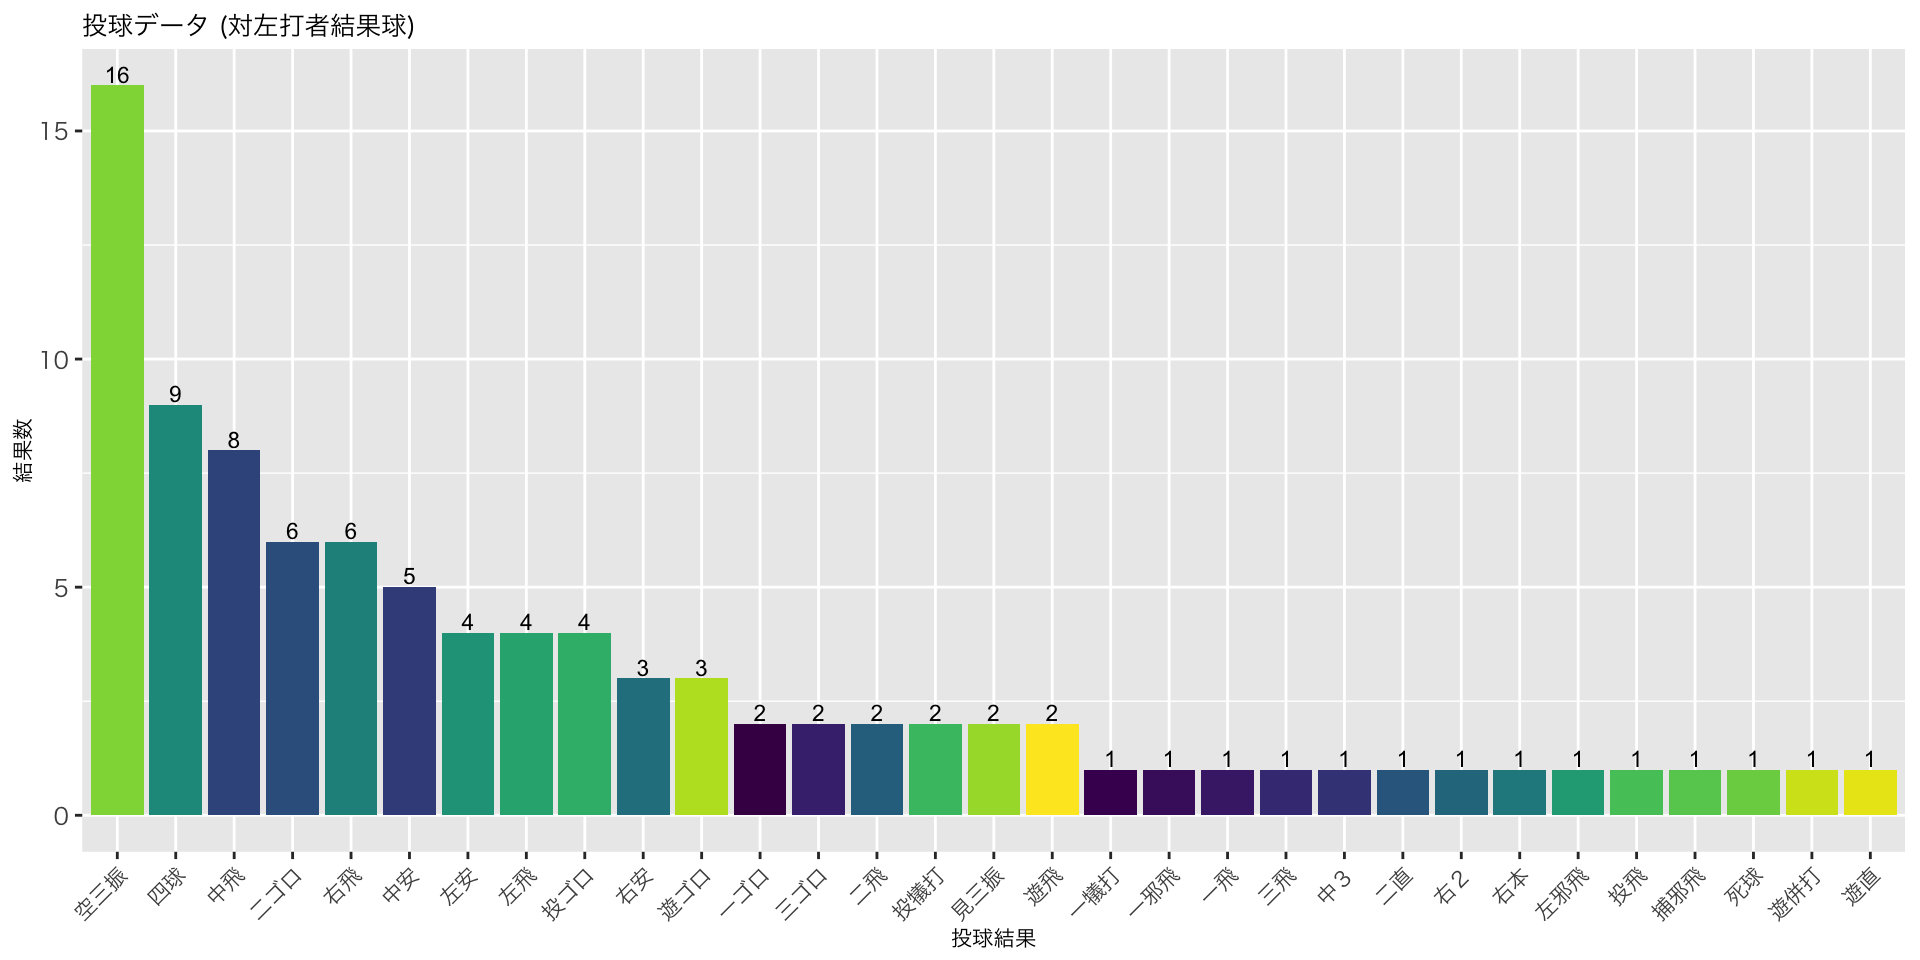 投球データ (対左打者結果球)
結果数
15
10
5
0
16
9
8
6
6
5
4
4
4
3
3
2
2
2
2
2
2
1
1
1
1
1
1
1
1
1
1
1
1
1
1
空三振
四球
中飛
二ゴロ
右飛
中安
左安
左飛
投ゴロ
右安
遊ゴロ
一ゴロ
三ゴロ
二飛
投犠打
見三振
遊飛
一犠打
一邪飛
一飛
三飛
中３
二直
右２
右本
左邪飛
投飛
捕邪飛
死球
遊併打
遊直
投球結果